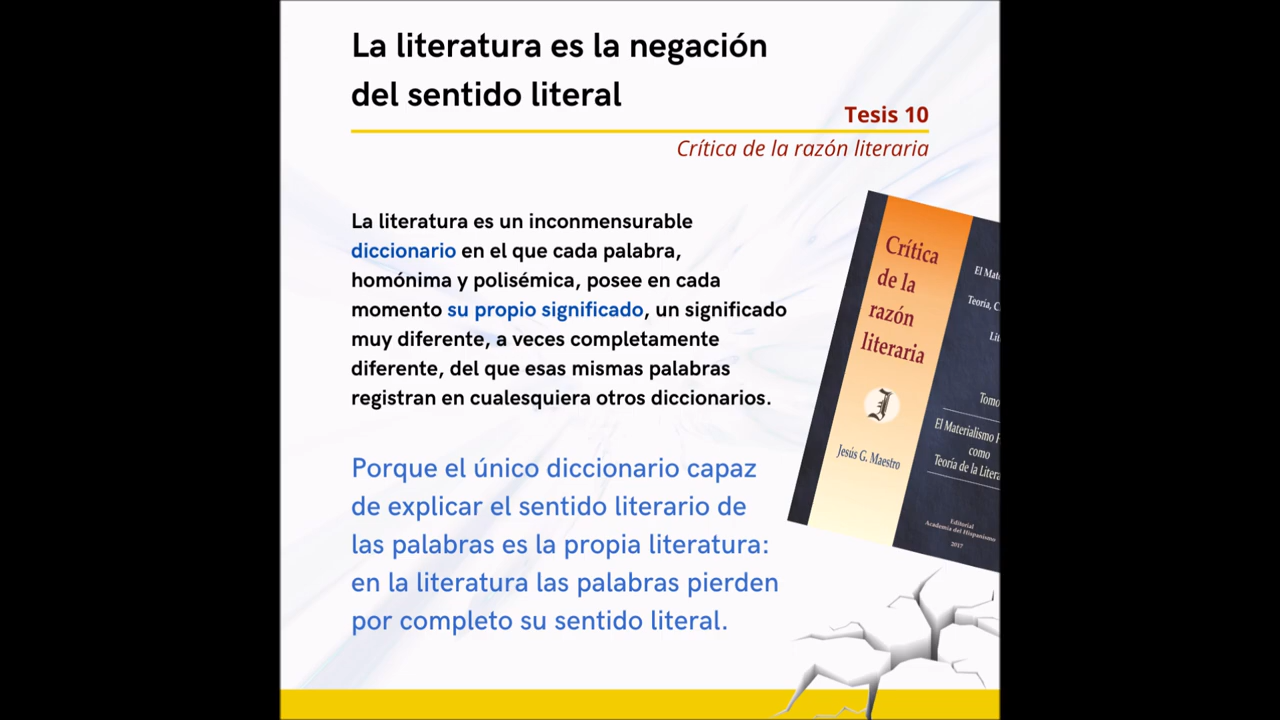 La literatura es la negación
del sentido literal
Tesis 10
Crítica de la razón literaria
La literatura es un inconmensurable
diccionario en el que cada palabra,
homónima y polisémica, posee en cada
momento su propio significado, un significado
muy diferente, a veces completamente
diferente, del que esas mismas palabras
registran en cualesquiera otros diccionarios.
Porque el único diccionario capaz
de explicar el sentido literario de
las palabras es la propia literatura:
en la literatura las palabras pierden
por completo su sentido literal.
Crítica
de la
razón
literaria
J
Jesús G. Maestro
El
Teoría,
Tomo
El Materialismo
como
Teoría de la
Editorial
Academia del Hispanismo
2017